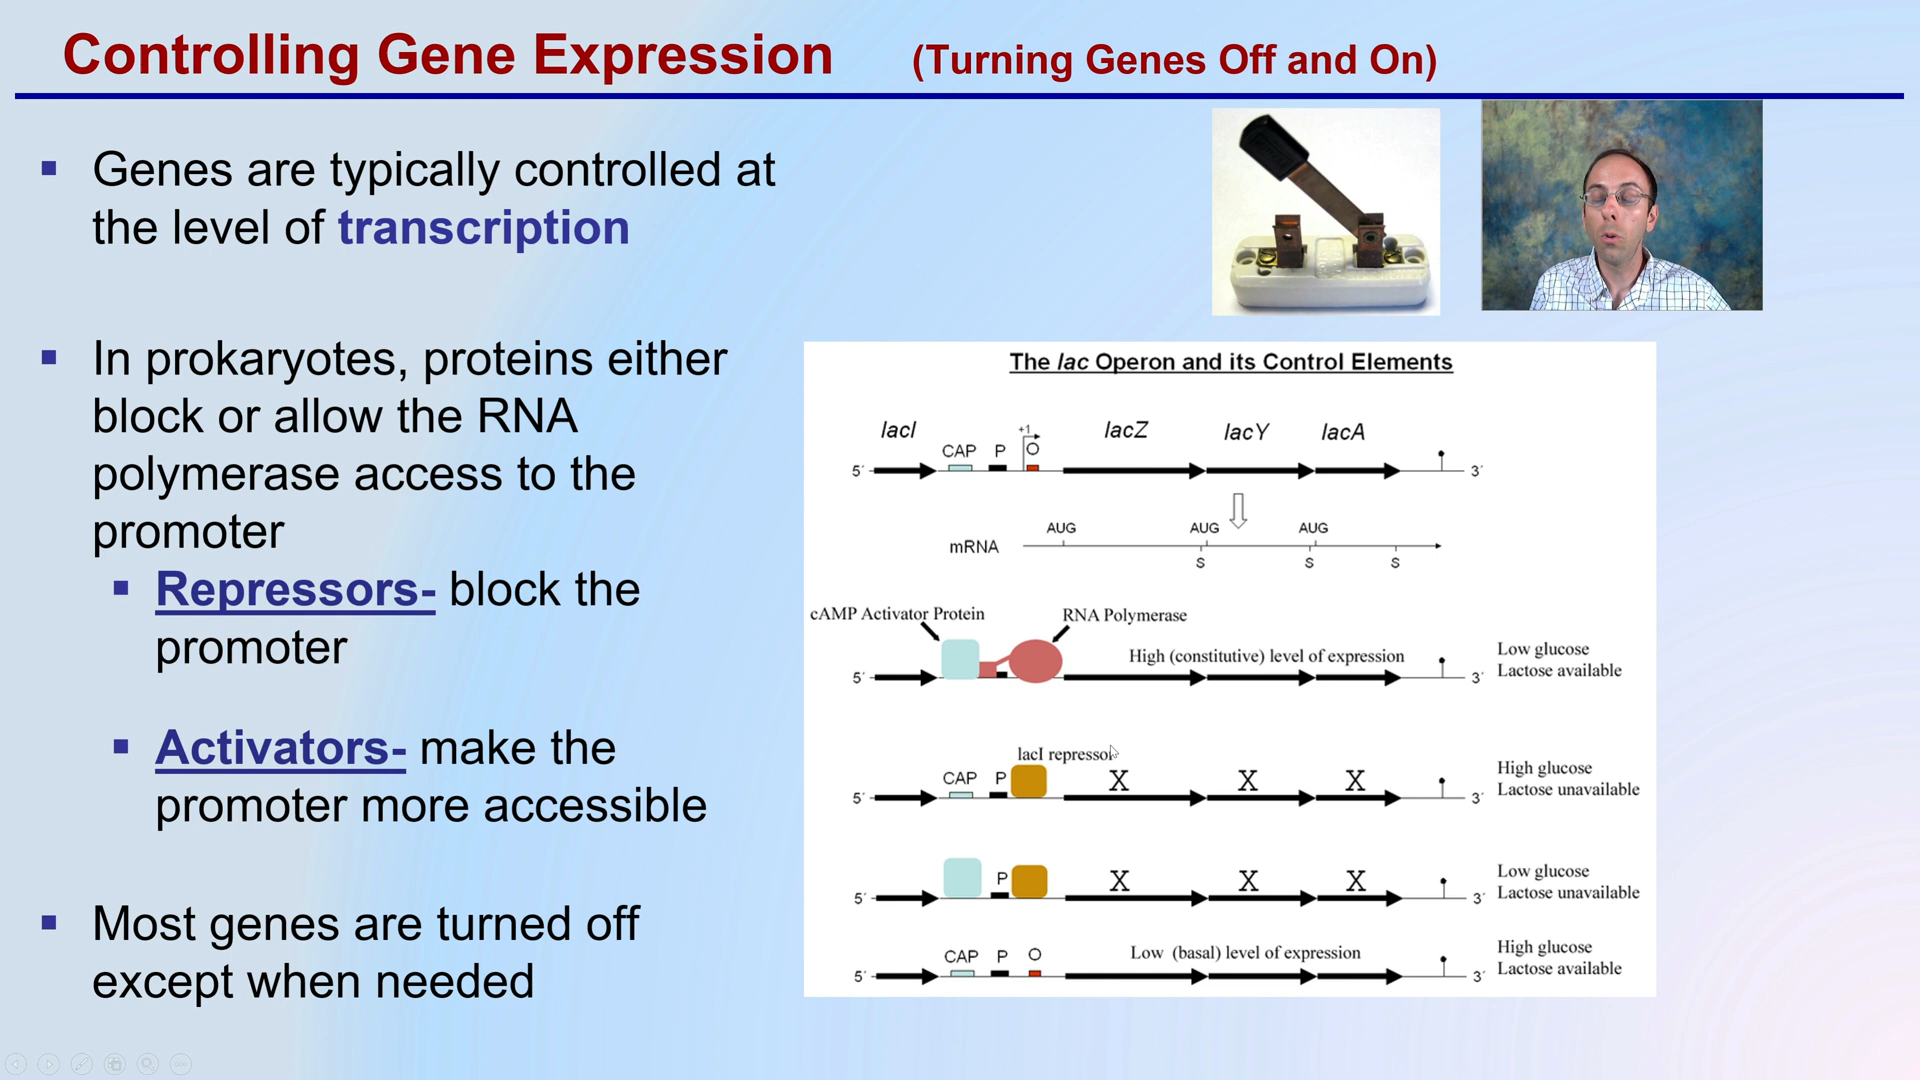 Controlling Gene Expression (Turning Genes Off and On)
Genes are typically controlled at
the level of transcription
In prokaryotes, proteins either
block or allow the RNA
polymerase access to the
promoter
Repressors- block the
promoter
Activators- make the
promoter more accessible
Most genes are turned off
except when needed
The lac Operon and its Control Elements
lacI lacZ lacY lacA
+1
CAP P O
5´ 3´
AUG AUG AUG
mRNA
S S S
cAMP Activator Protein RNA Polymerase
High (constitutive) level of expression
Low glucose
Lactose available
5´ 3´
lacI repressor
CAP P X X X
High glucose
Lactose unavailable
5´ 3´
P X X X
Low glucose
Lactose unavailable
5´ 3´
CAP P O Low (basal) level of expression
High glucose
Lactose available
5´ 3´